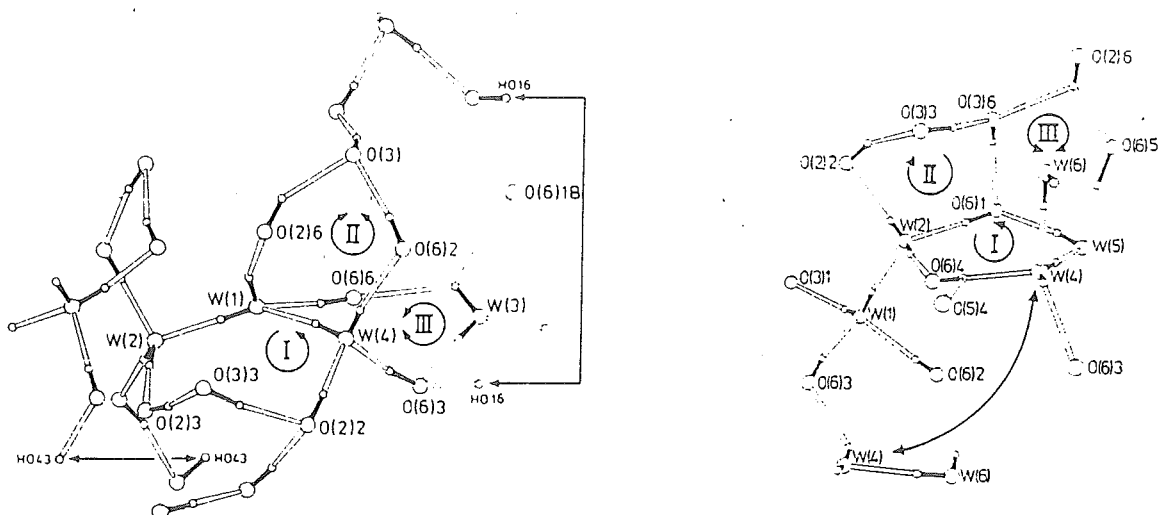 HO16
O(3)
O(6)18
O(2)6
II
O(6)2
O(6)6
W(1)
W(3)
W(2)
I
W(4)
III
O(3)3
O(6)3
HO16
O(2)3
O(2)2
HO43
HO43
O(2)6
O(3)3
O(3)6
III
O(6)5
O(2)2
II
W(6)
O(6)1
W(2)
I
W(5)
O(3)1
O(6)4
W(4)
O(5)4
W(1)
O(6)3
O(6)2
O(6)3
W(4)
W(6)